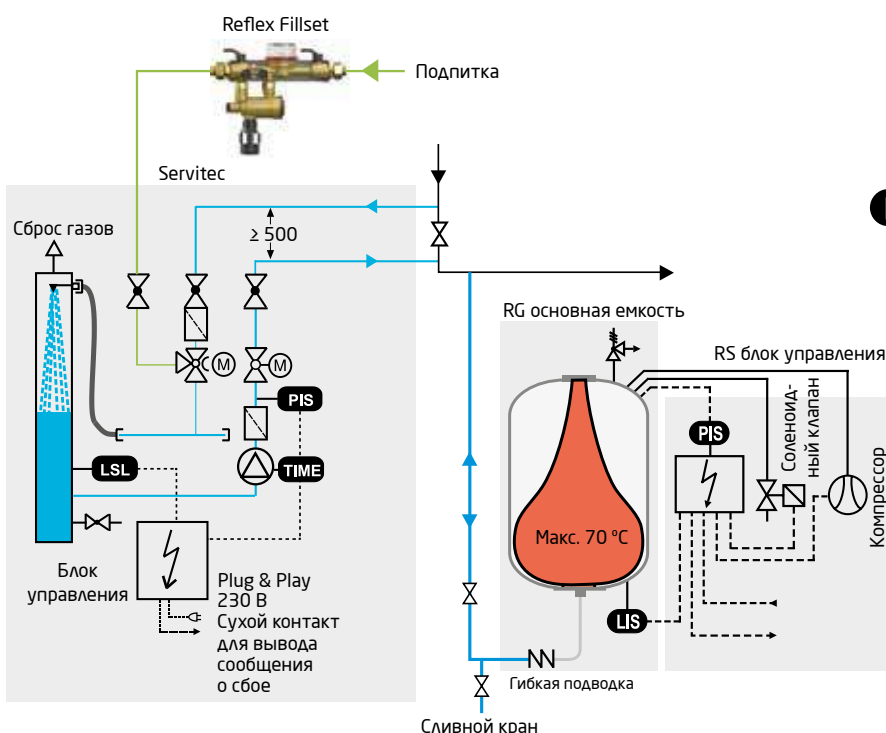 Reflex Fillset
Подпитка
Servitec
Сброс газов
≥ 500
M
M
PIS
LSL
TIME
Блок
управления
Plug & Play
230 В
Сухой контакт
для вывода
сообщения
о сбое
RG основная емкость
RS блок управления
PIS
Соленоид-
ный клапан
Компрессор
Макс. 70 °C
LIS
Гибкая подводка
Сливной кран